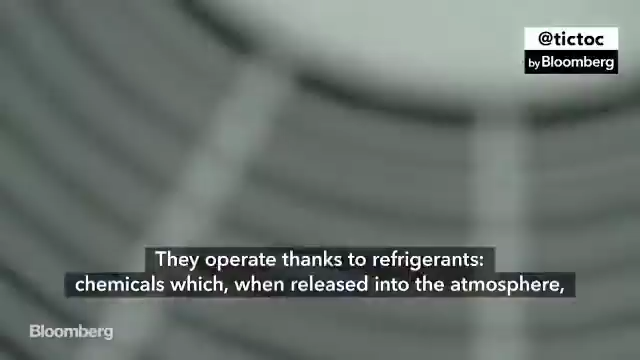 @tictoc
by Bloomberg
They operate thanks to refrigerants:
chemicals which, when released into the atmosphere,
Bloomberg